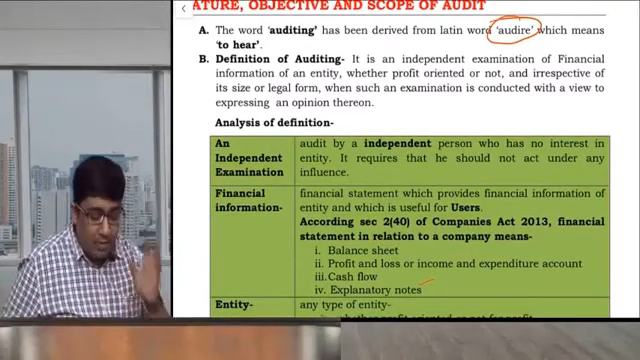 ATURE, OBJECTIVE AND SCOPE OF AUDIT
A. The word 'auditing' has been derived from latin word 'audire' which means
'to hear'.
B. Definition of Auditing- It is an independent examination of Financial
information of an entity, whether profit oriented or not, and irrespective of
its size or legal form, when such an examination is conducted with a view to
expressing an opinion thereon.
Analysis of definition-
An
Independent
Examination
audit by a independent person who has no interest in
entity. It requires that he should not act under any
influence.
Financial
information-
financial statement which provides financial information of
entity and which is useful for Users.
According sec 2(40) of Companies Act 2013, financial
statement in relation to a company means-
i. Balance sheet
ii. Profit and loss or income and expenditure account
iii. Cash flow
iv. Explanatory notes
Entity-
any type of entity-
i. whether profit oriented or not for profit